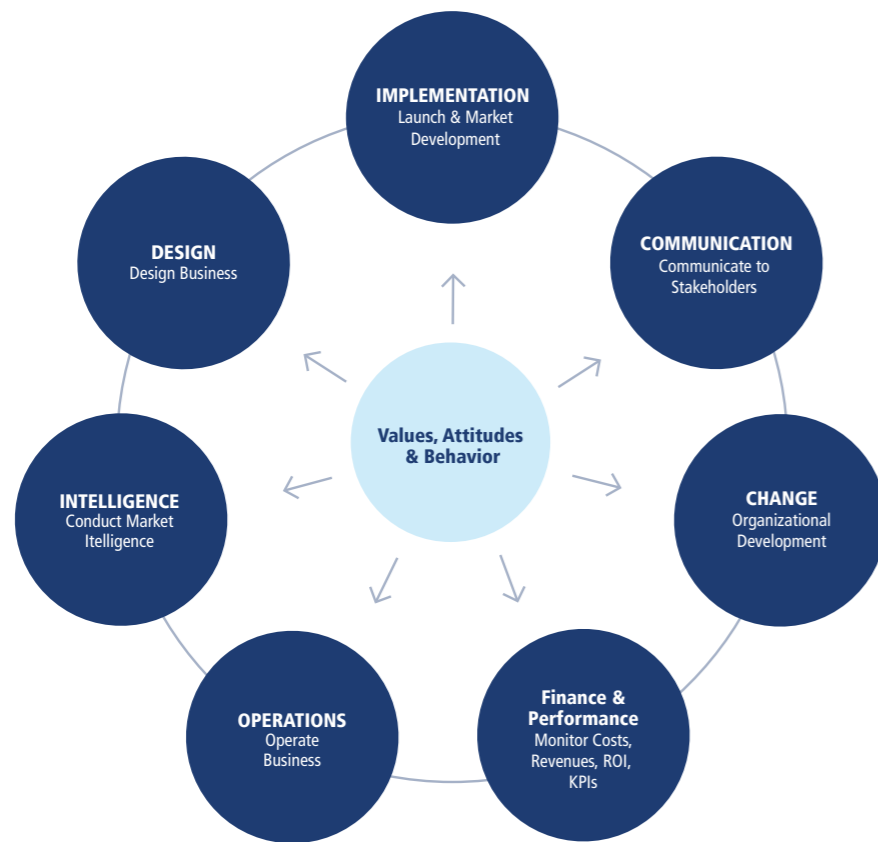 IMPLEMENTATION
Launch & Market
Development
COMMUNICATION
Communicate to
Stakeholders
CHANGE
Organizational
Development
Finance &
Performance
Monitor Costs,
Revenues, ROI,
KPIs
OPERATIONS
Operate
Business
INTELLIGENCE
Conduct Market
Itelligence
DESIGN
Design Business
Values, Attitudes
& Behavior